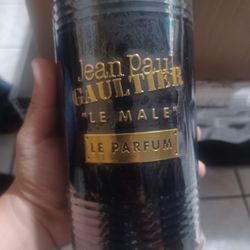 Jean Paul
GAULTIER
"LE MALE"
LE PARFUM